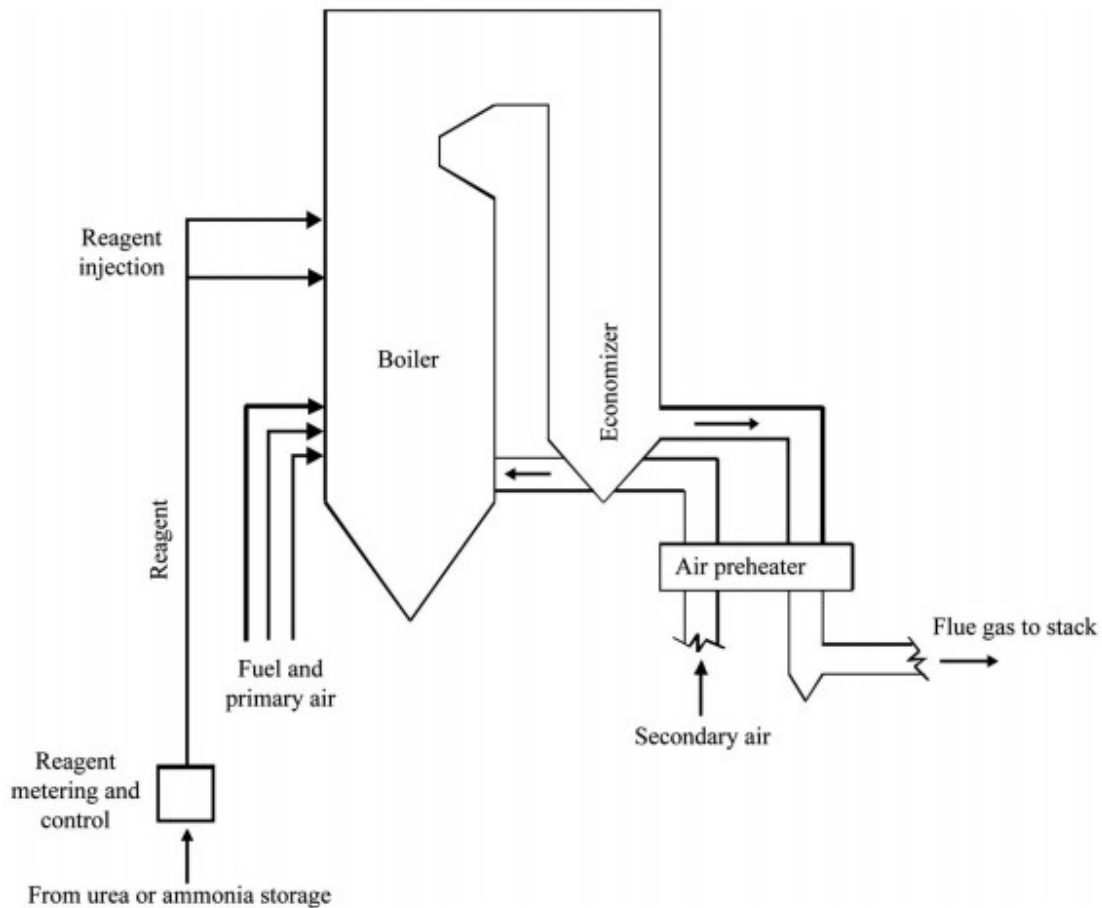 Reagent
injection
Boiler
Economizer
Reagent
Air preheater
Fuel and
primary air
Flue gas to stack
Secondary air
Reagent
metering and
control
From urea or ammonia storage